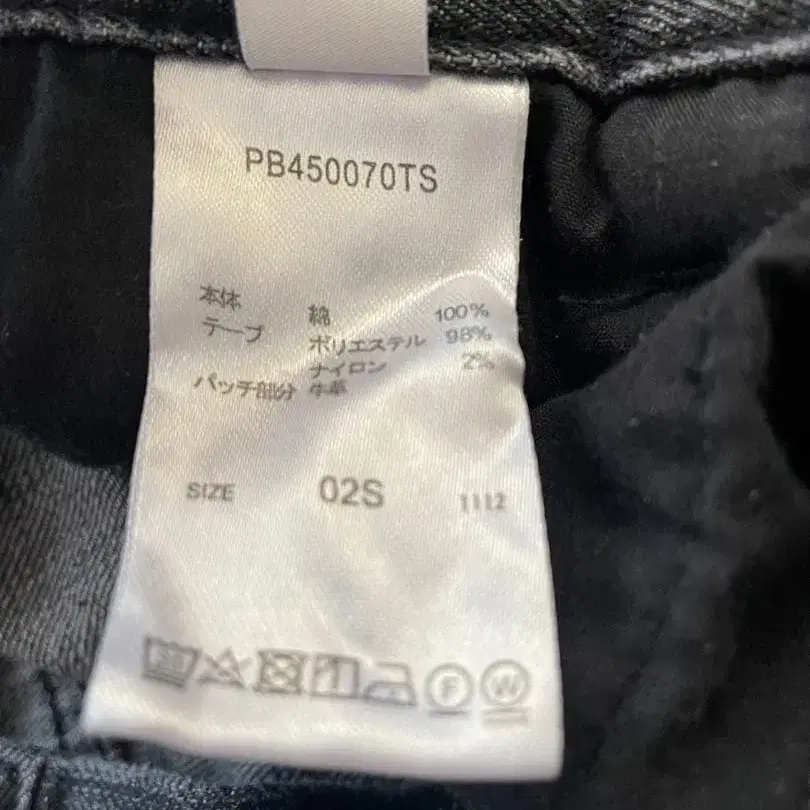 PB450070TS
本体 綿 100%
テープ ポリエステル 98%
ナイロン 2%
パッチ部分 牛革
SIZE 02S 1112
30
F W